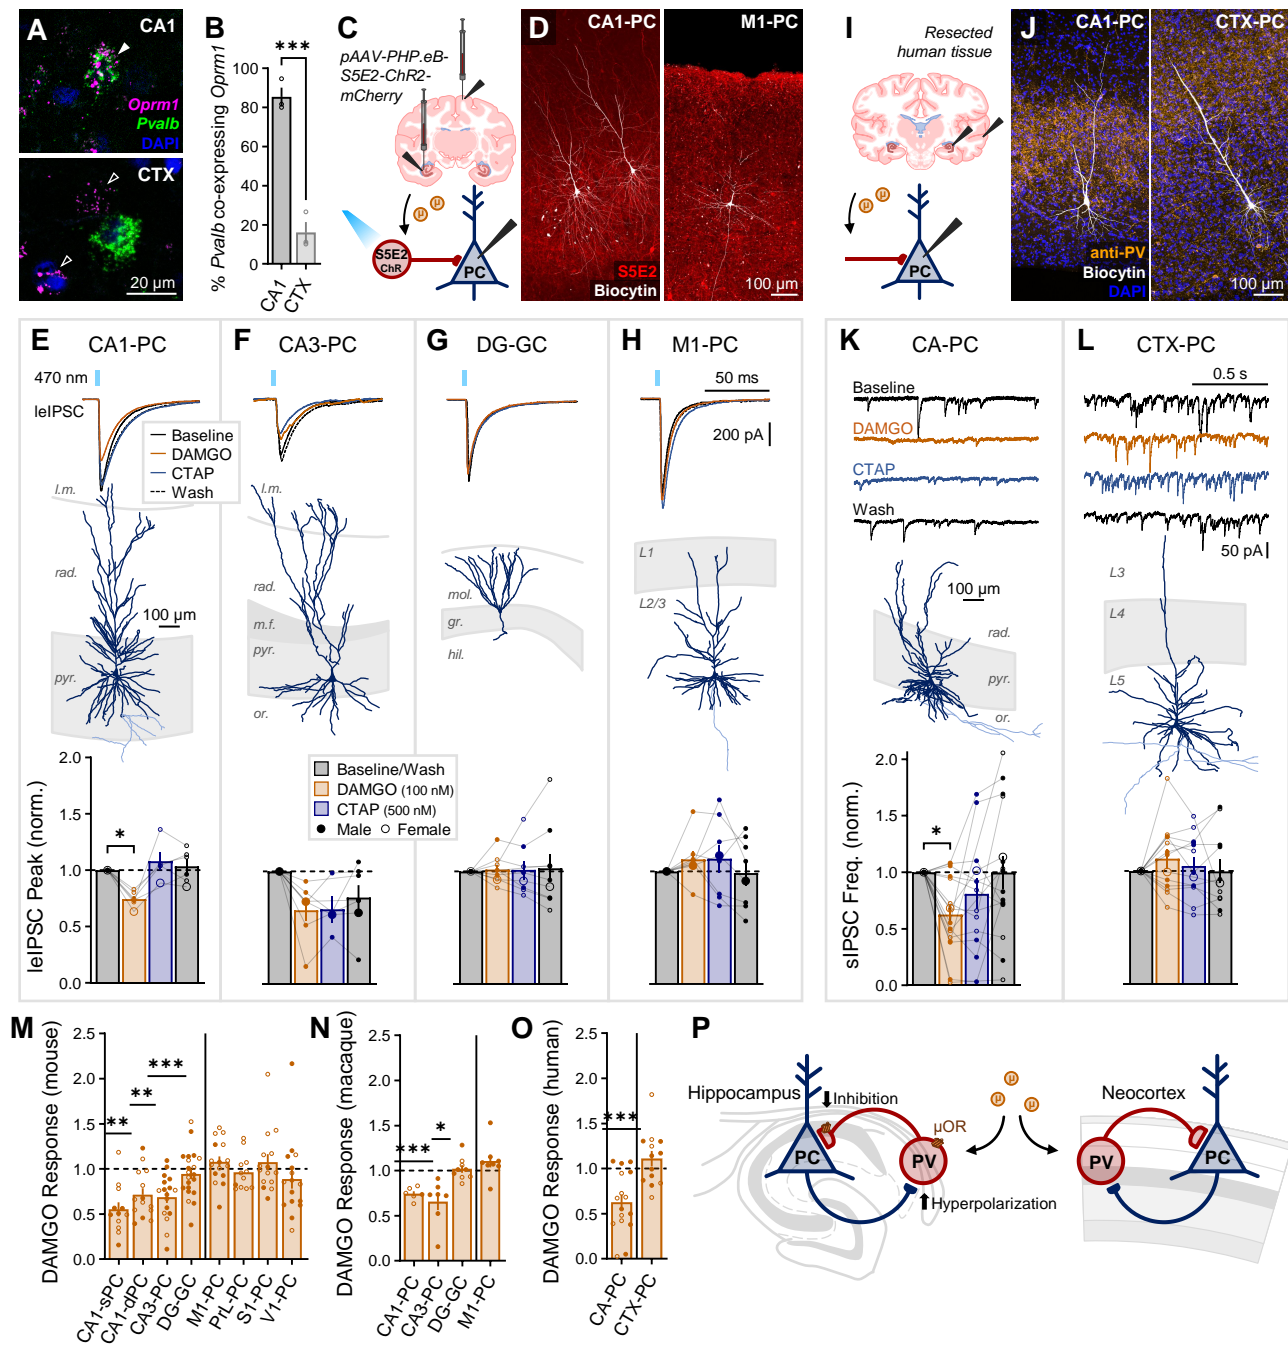 A
CA1
Oprm1
Pvalb
DAPI
CTX
20 µm
B
% Pvalb co-expressing Oprm1
***
100
80
60
40
20
0
CA1
CTX
C
pAAV-PHP.eB-
S5E2-ChR2-
mCherry
µ
µ
S5E2
ChR
PC
D
CA1-PC
M1-PC
S5E2
Biocytin
100 µm
I
Resected
human tissue
µ
µ
PC
J
CA1-PC
CTX-PC
anti-PV
Biocytin
DAPI
100 µm
E
CA1-PC
470 nm
leIPSC
Baseline
DAMGO
CTAP
Wash
l.m.
rad.
100 µm
pyr.
F
CA3-PC
l.m.
rad.
m.f.
pyr.
or.
G
DG-GC
mol.
gr.
hil.
H
M1-PC
50 ms
200 pA
L1
L2/3
K
CA-PC
Baseline
DAMGO
CTAP
Wash
100 µm
rad.
pyr.
or.
L
CTX-PC
0.5 s
50 pA
L3
L4
L5
Baseline/Wash
DAMGO (100 nM)
CTAP (500 nM)
Male Female
leIPSC Peak (norm.)
2.0
1.5
1.0
0.5
0.0
*
sIPSC Freq. (norm.)
2.0
1.5
1.0
0.5
0.0
*
M
DAMGO Response (mouse)
2.5
2.0
1.5
1.0
0.5
0.0
**
**
***
CA1-sPC
CA1-dPC
CA3-PC
DG-GC
M1-PC
PrL-PC
S1-PC
V1-PC
N
DAMGO Response (macaque)
2.5
2.0
1.5
1.0
0.5
0.0
***
*
CA1-PC
CA3-PC
DG-GC
M1-PC
O
DAMGO Response (human)
2.5
2.0
1.5
1.0
0.5
0.0
***
CA-PC
CTX-PC
P
Hippocampus
Inhibition
µOR
PC
PV
Hyperpolarization
µ
µ
µ
Neocortex
PV
PC